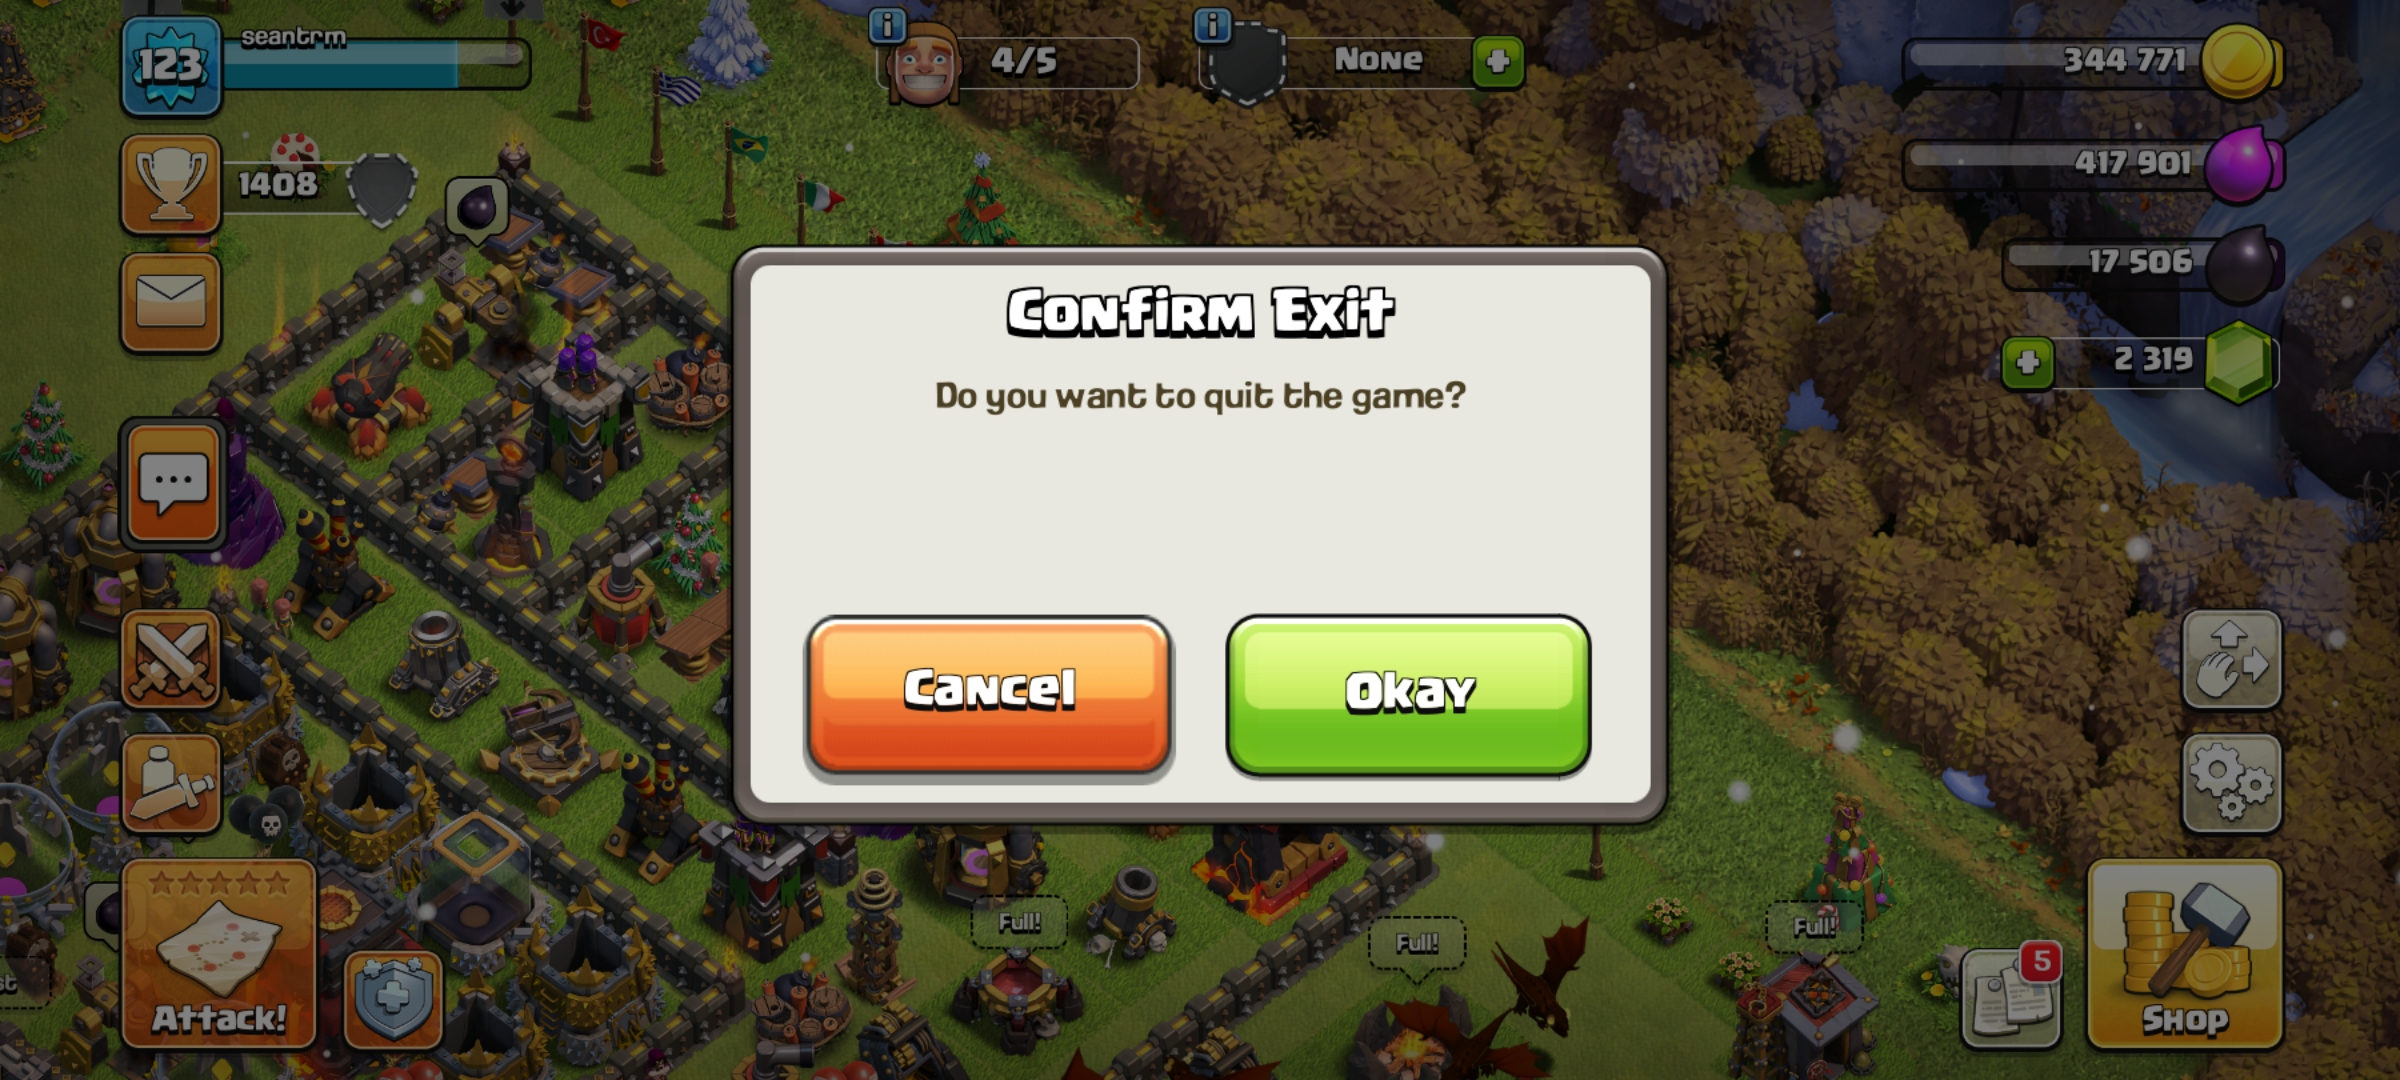 123
seantrm
4/5
None
344 771
1408
417 901
17 506
2 319
Confirm Exit
Do you want to quit the game?
Cancel
Okay
Full!
Full!
Full!
5
Attack!
Shop